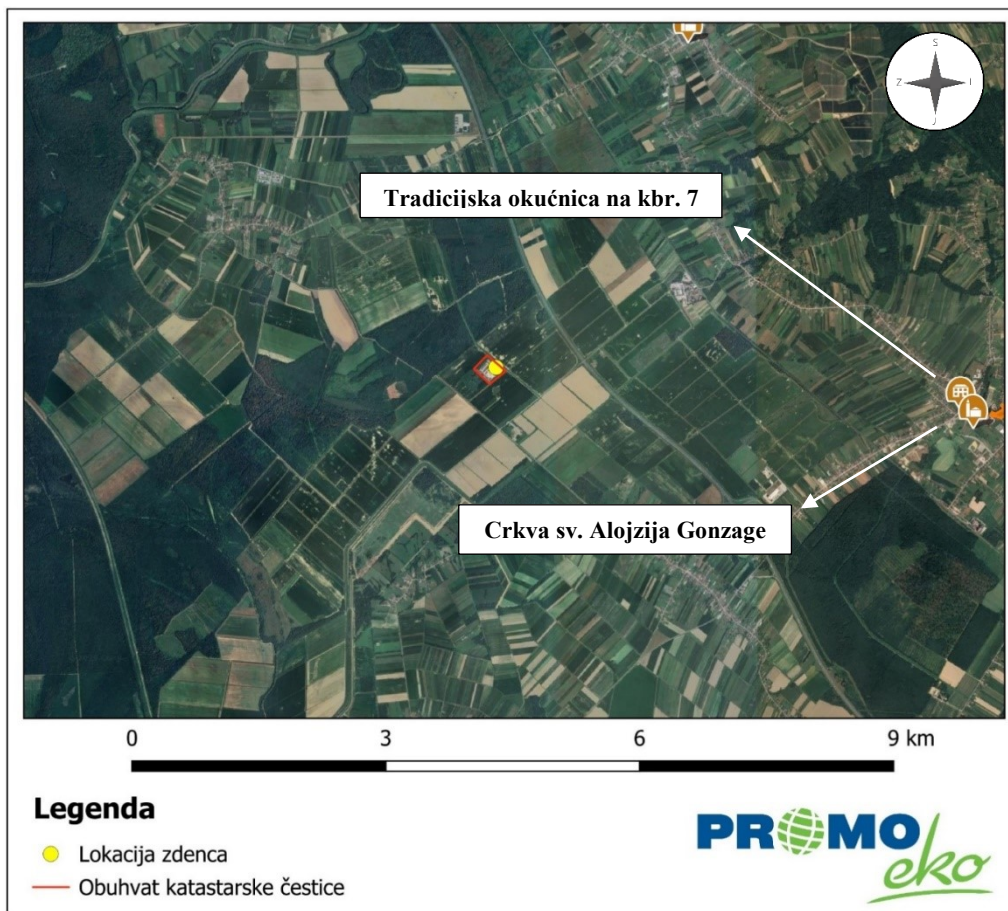 S
Z
I
J
Tradicijska okućnica na kbr. 7
Crkva sv. Alojzija Gonzage
0
3
6
9 km
Legenda
Lokacija zdenca
Obuhvat katastarske čestice
PROMO
eko